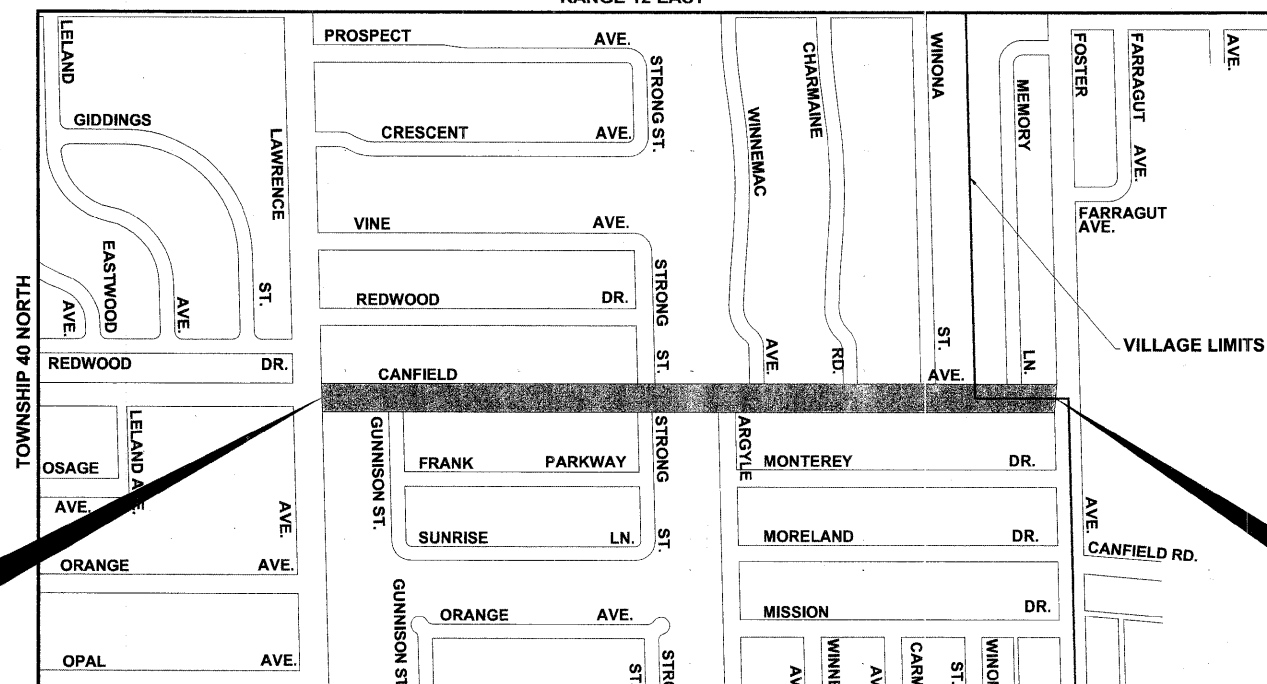 RANGE 12 EAST
TOWNSHIP 40 NORTH
LELAND
GIDDINGS
LAWRENCE
ST.
EASTWOOD
AVE.
AVE.
REDWOOD DR.
PROSPECT AVE.
STRONG ST.
CRESCENT AVE.
VINE AVE.
REDWOOD DR.
STRONG
ST.
CANFIELD AVE.
WINNEMAC
AVE.
CHARMAINE
RD.
WINONA
ST.
MEMORY
LN.
FOSTER
AVE.
FARRAGUT AVE.
FARRAGUT
AVE.
AVE.
VILLAGE LIMITS
LELAND AVE.
OSAGE
AVE.
AVE.
ORANGE AVE.
OPAL AVE.
GUNNISON ST.
FRANK PARKWAY
STRONG
ST.
SUNRISE LN.
GUNNISON ST.
ORANGE AVE.
ST.
ARGYLE
MONTEREY DR.
MORELAND DR.
MISSION DR.
CANFIELD RD.
ST.